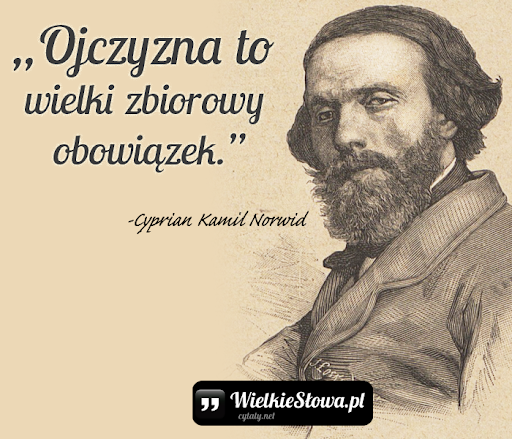 „Ojczyzna to
wielki zbiorowy
obowiązek.”
-Cyprian Kamil Norwid
WielkieSłowa.pl
cytaty.net